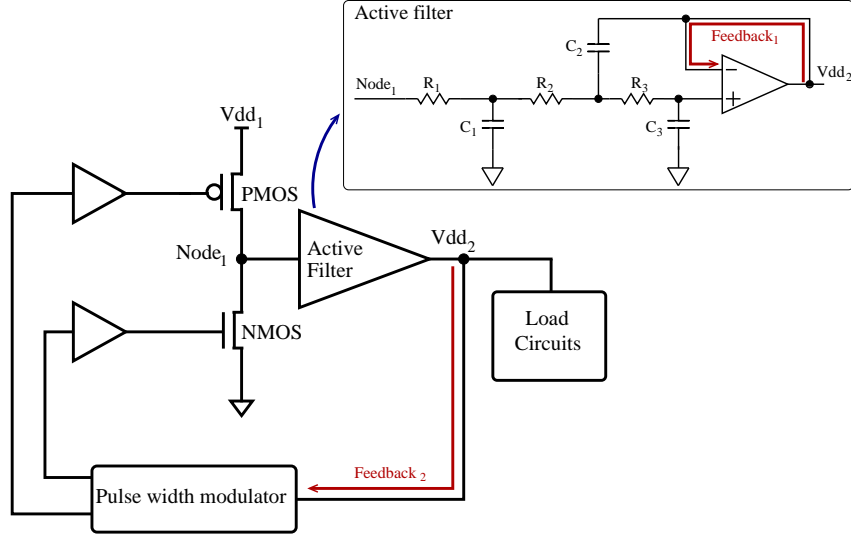 Active filter
Feedback₁
C₂
Vdd₂
Node₁
R₁
R₂
R₃
C₁
C₃
Vdd₁
PMOS
Node₁
Active
Filter
Vdd₂
NMOS
Load
Circuits
Feedback ₂
Pulse width modulator